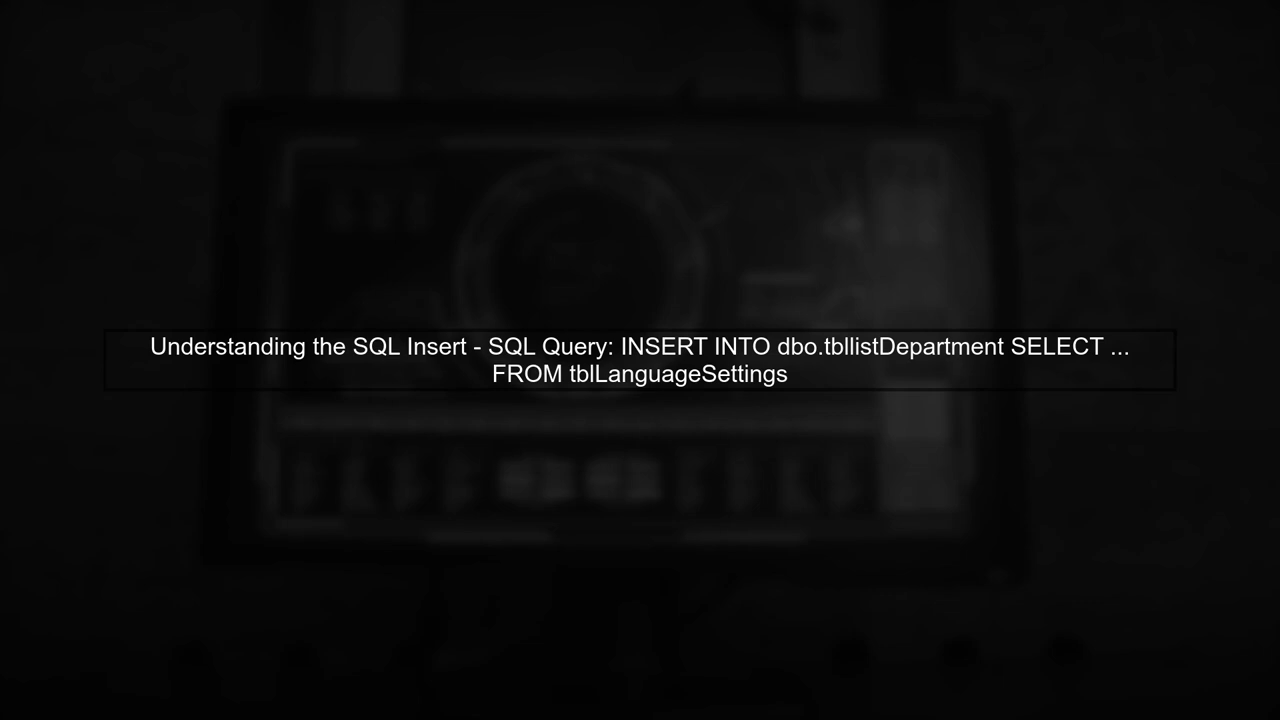 Understanding the SQL Insert - SQL Query: INSERT INTO dbo.tbllistDepartment SELECT ...
FROM tblLanguageSettings